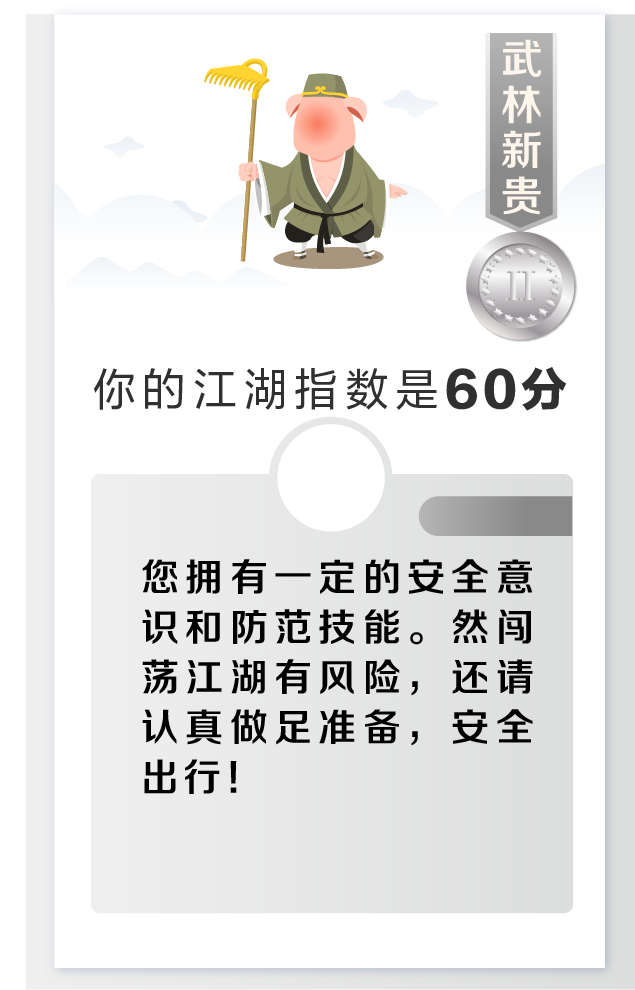 武林新贵
II
你的江湖指数是60分
您拥有一定的安全意
识和防范技能。然闯
荡江湖有风险，还请
认真做足准备，安全
出行！